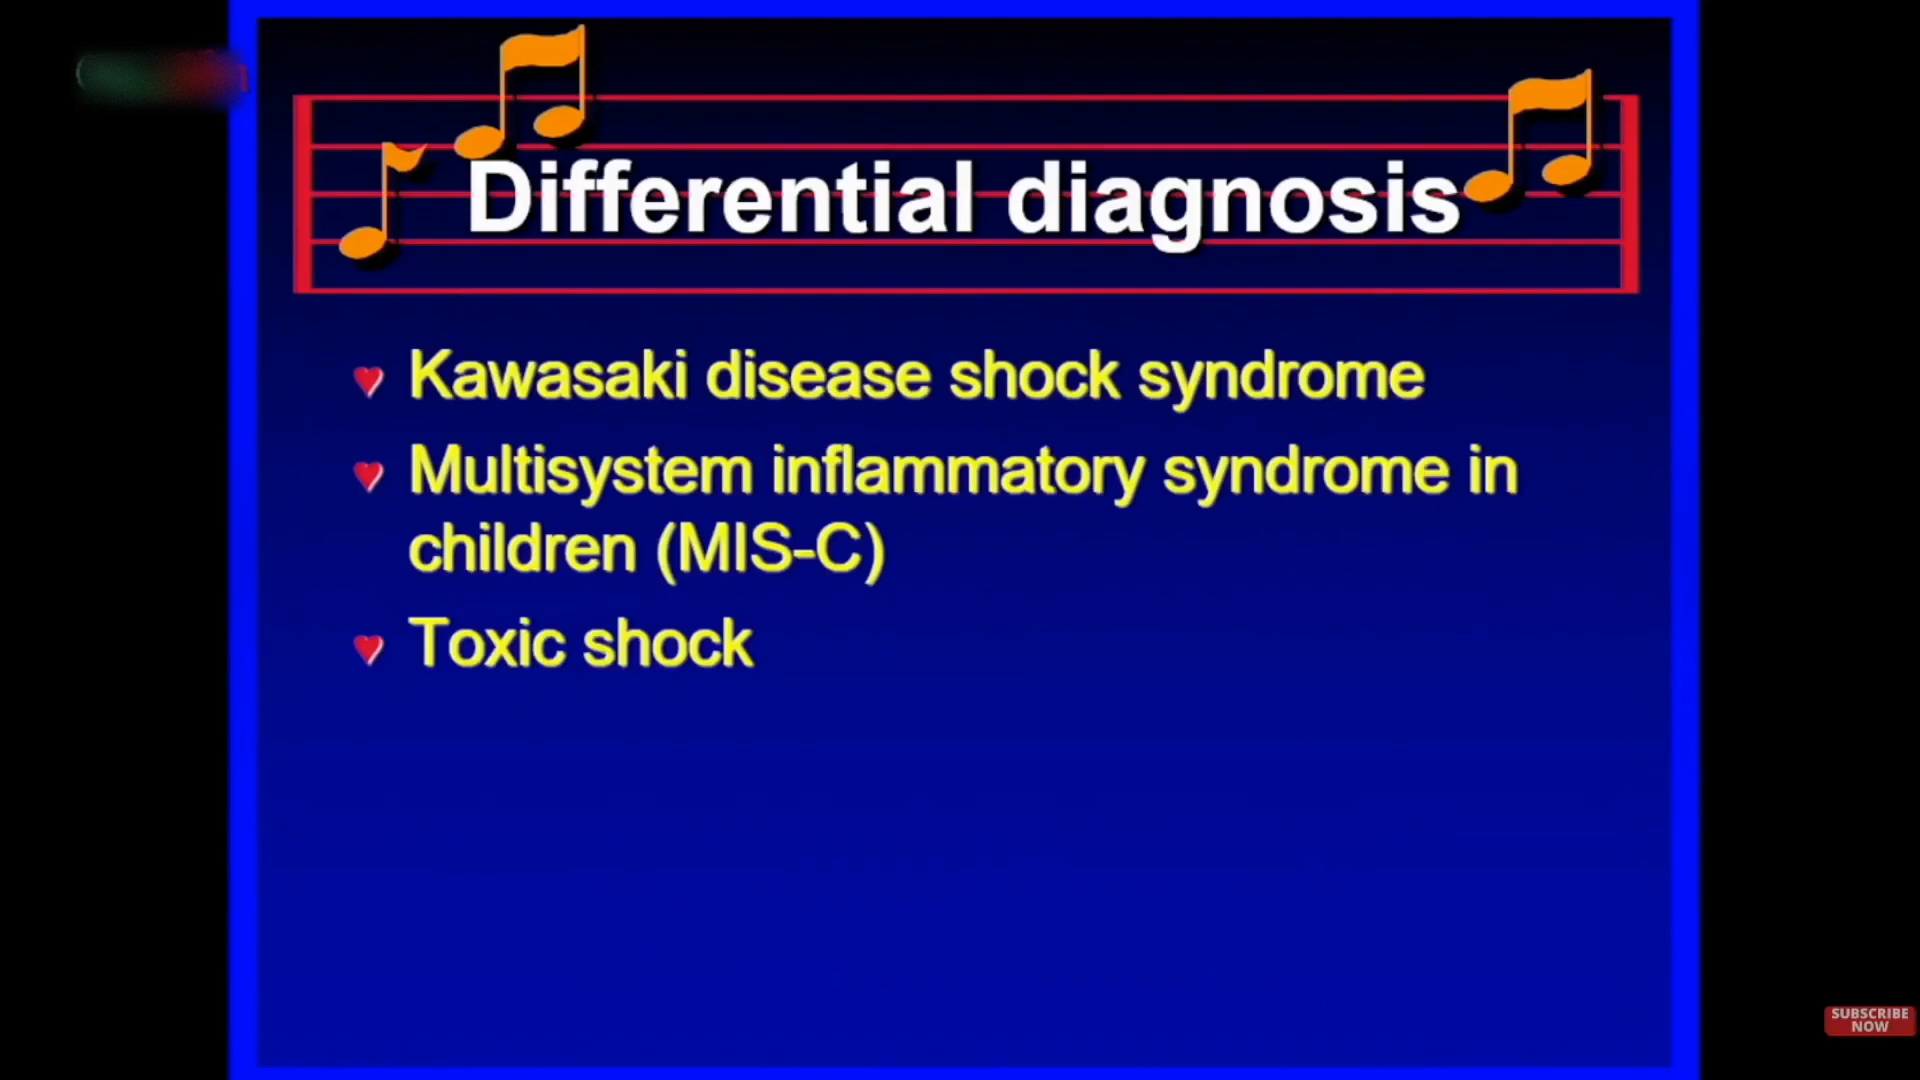 Differential diagnosis
Kawasaki disease shock syndrome
Multisystem inflammatory syndrome in
children (MIS-C)
Toxic shock
SUBSCRIBE
NOW